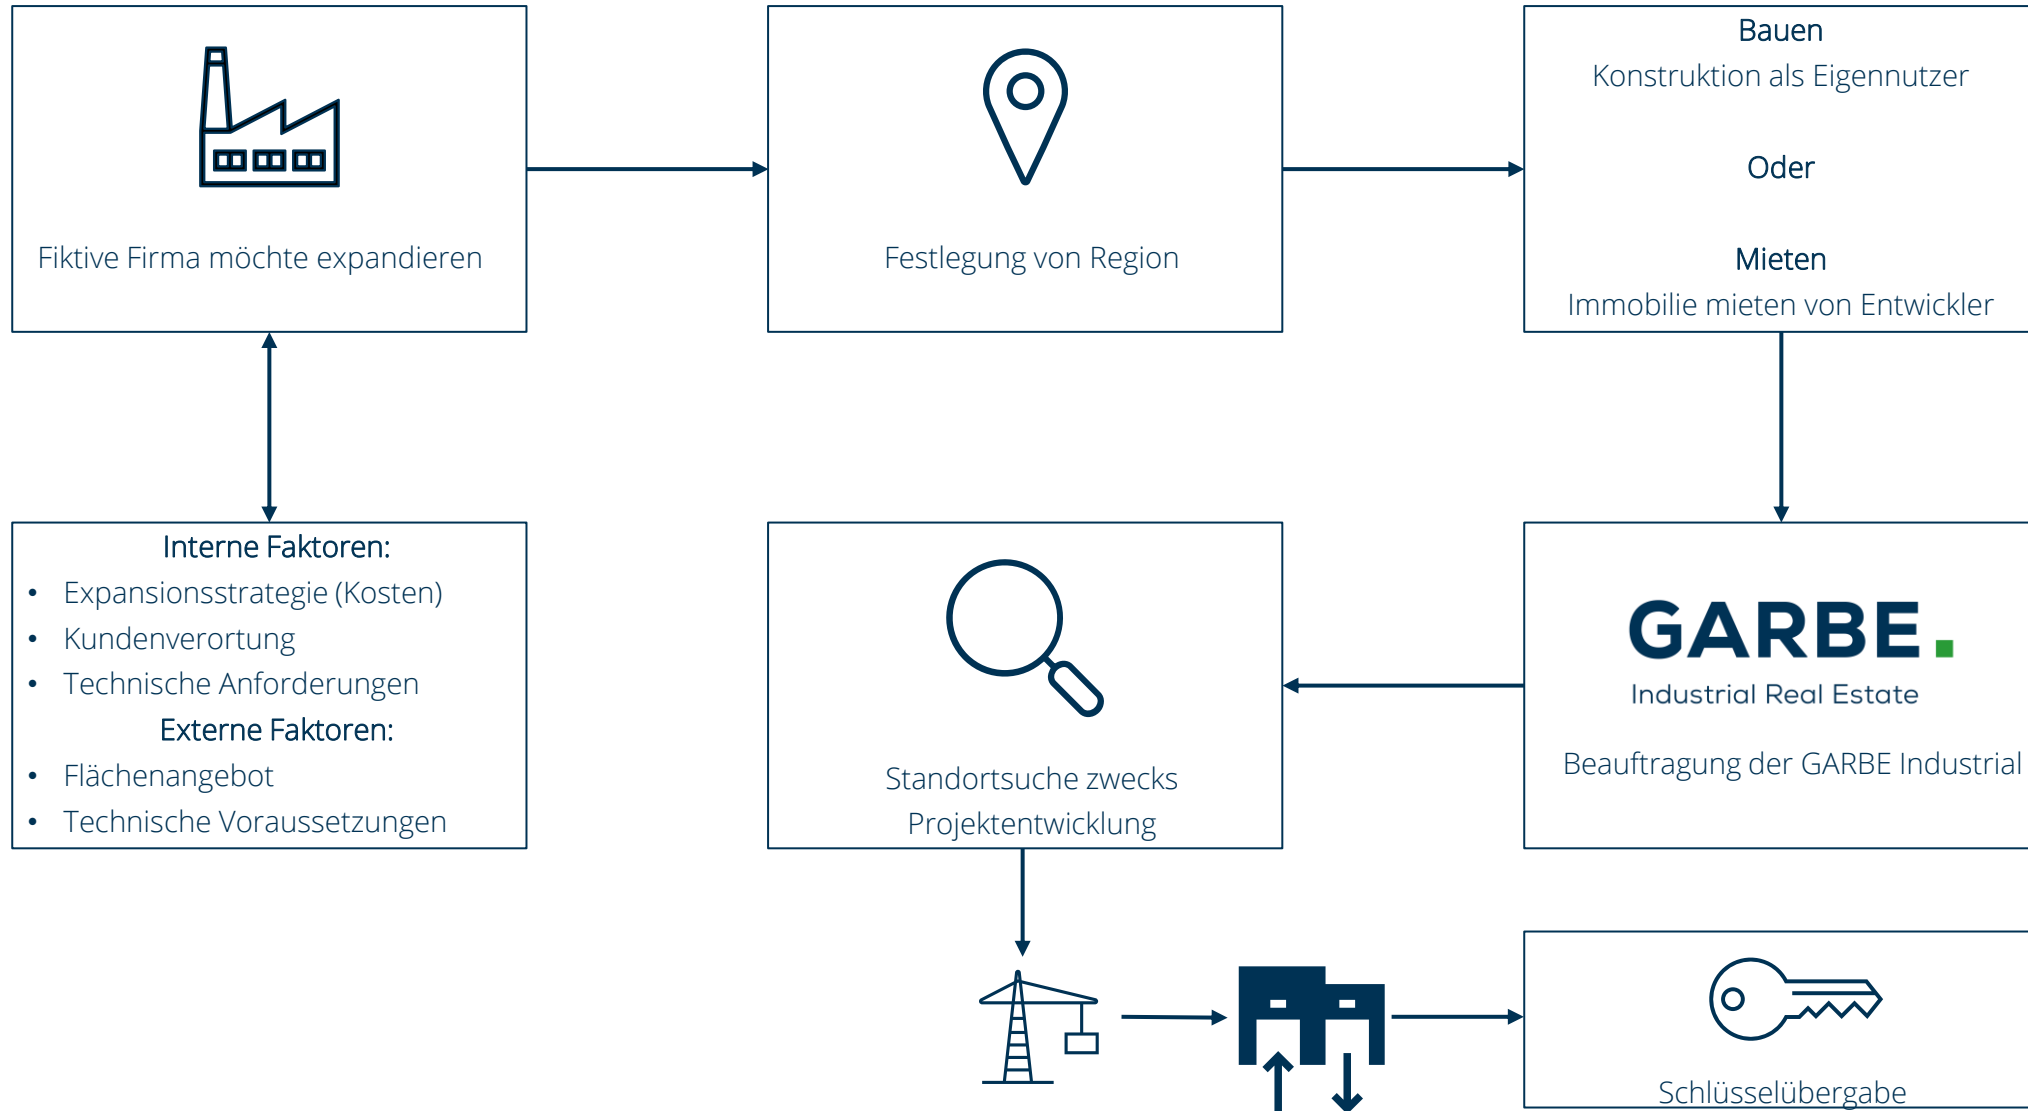 Fiktive Firma möchte expandieren
Festlegung von Region
Bauen
Konstruktion als Eigennutzer
Oder
Mieten
Immobilie mieten von Entwickler
Interne Faktoren:
• Expansionsstrategie (Kosten)
• Kundenverortung
• Technische Anforderungen
Externe Faktoren:
• Flächenangebot
• Technische Voraussetzungen
Standortsuche zwecks
Projektentwicklung
GARBE.
Industrial Real Estate
Beauftragung der GARBE Industrial
Schlüsselübergabe